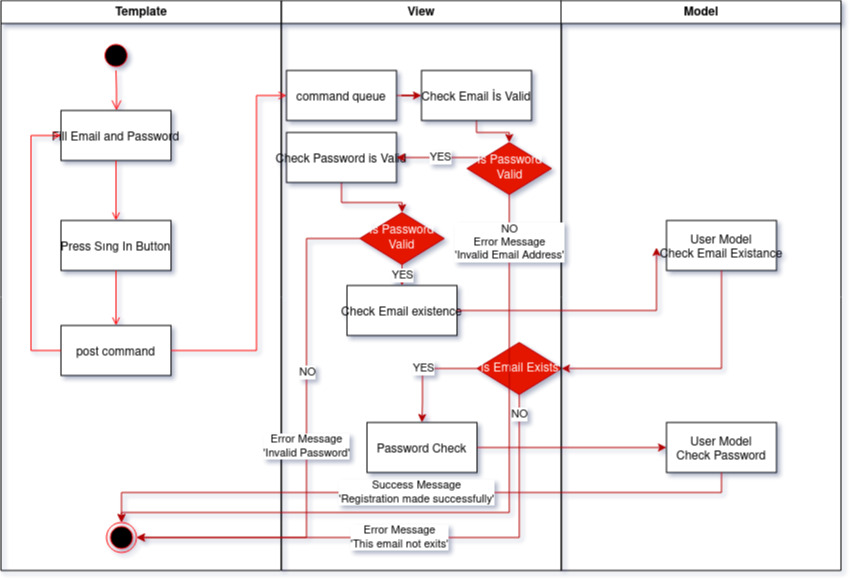 Template
View
Model
command queue
Check Email İs Valid
Fill Email and Password
Check Password is Valid
YES
is Password
Valid
is Password
Valid
NO
Error Message
'Invalid Email Address'
User Model
Check Email Existance
Press Sıng In Button
YES
Check Email existence
post command
NO
YES
is Email Exists
NO
Error Message
'Invalid Password'
Password Check
User Model
Check Password
Success Message
'Registration made successfully'
Error Message
'This email not exits'